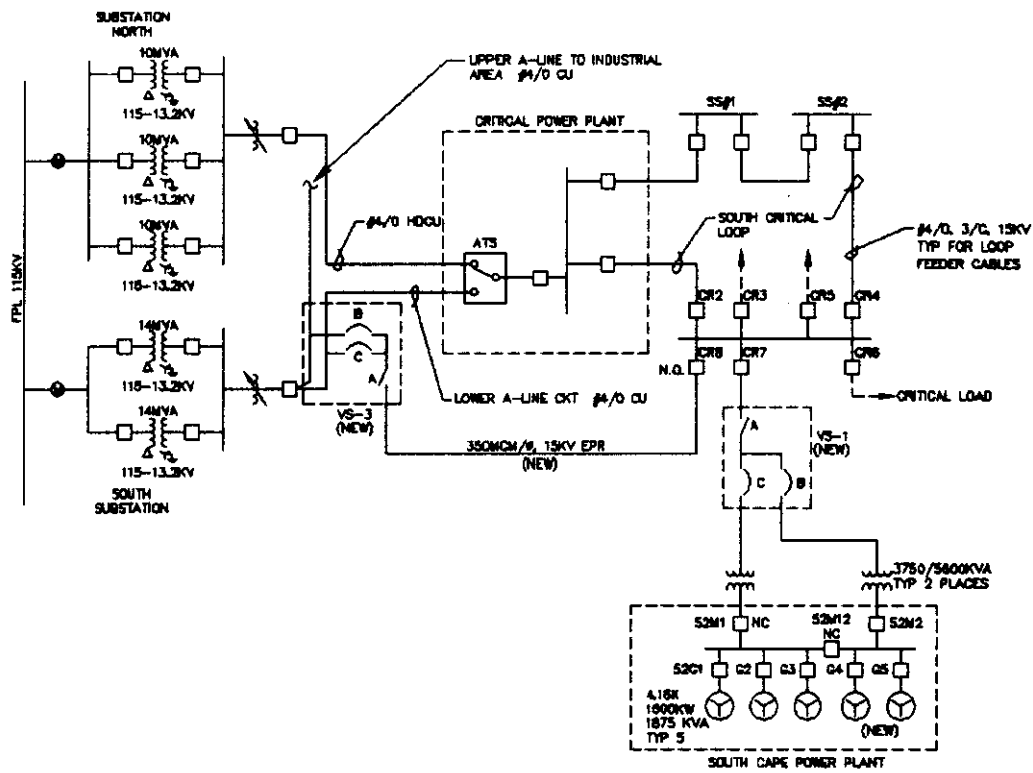 SUBSTATION
NORTH
10MVA
115-13.2KV
10MVA
115-13.2KV
10MVA
115-13.2KV
FPL 115KV
14MVA
115-13.2KV
14MVA
115-13.2KV
SOUTH
SUBSTATION
UPPER A-LINE TO INDUSTRIAL
AREA #4/0 CU
#4/0 HDCU
CRITICAL POWER PLANT
ATS
B
C
A
VS-3
(NEW)
LOWER A-LINE CKT #4/0 CU
350MCM/#, 15KV EPR
(NEW)
SS#1
SS#2
SOUTH CRITICAL
LOOP
#4/0, 3/C, 15KV
TYP FOR LOOP
FEEDER CABLES
CR2
CR3
CR5
CR4
CR8
CR7
CR6
N.O.
CRITICAL LOAD
A
VS-1
(NEW)
C
B
3750/5600KVA
TYP 2 PLACES
52M1
NC
52M12
NC
52M2
52G1
G2
G3
G4
G5
4.16K
1600KW
1875 KVA
TYP 5
(NEW)
SOUTH CAPE POWER PLANT